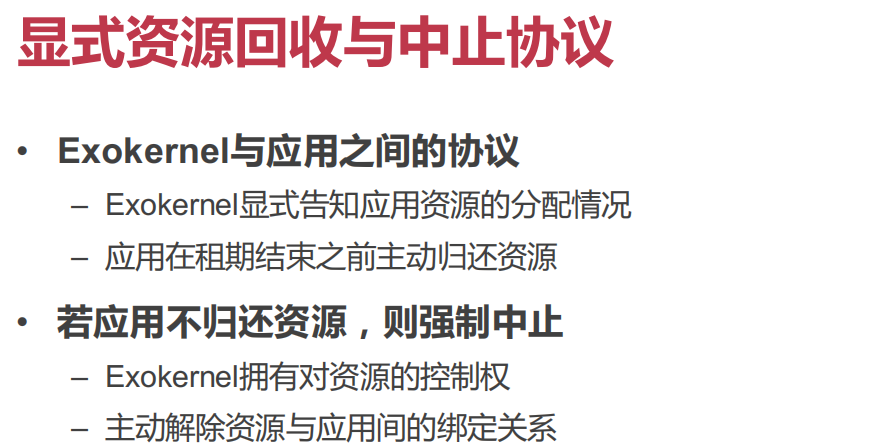 显式资源回收与中止协议
• Exokernel与应用之间的协议
– Exokernel显式告知应用资源的分配情况
– 应用在租期结束之前主动归还资源
• 若应用不归还资源，则强制中止
– Exokernel拥有对资源的控制权
– 主动解除资源与应用间的绑定关系